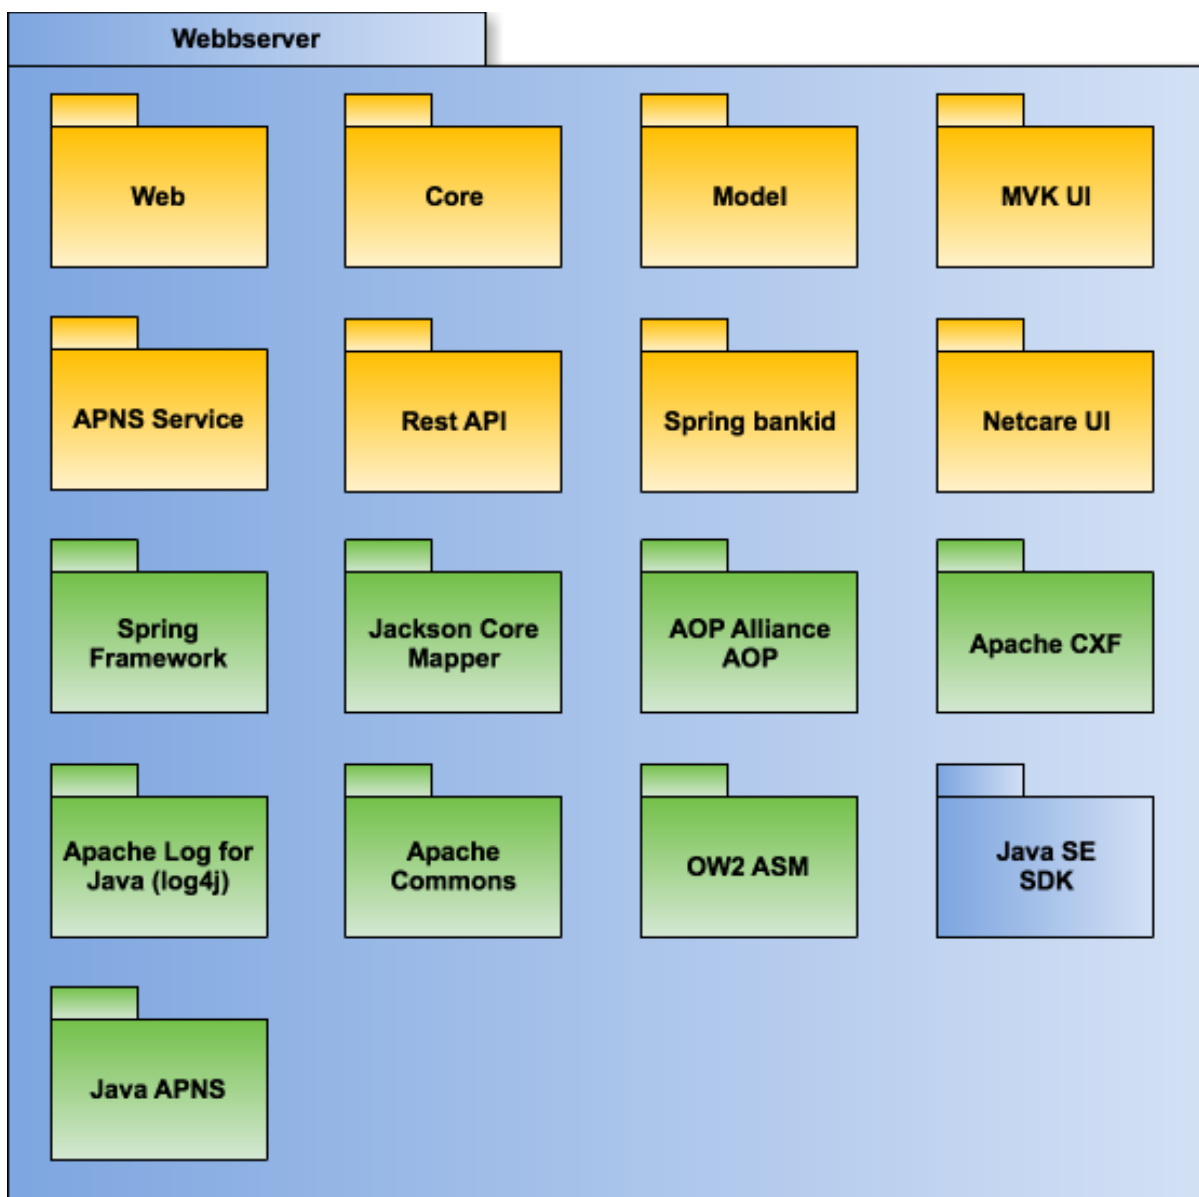 Webbserver
Web
Core
Model
MVK UI
APNS Service
Rest API
Spring bankid
Netcare UI
Spring
Framework
Jackson Core
Mapper
AOP Alliance
AOP
Apache CXF
Apache Log for
Java (log4j)
Apache
Commons
OW2 ASM
Java SE
SDK
Java APNS